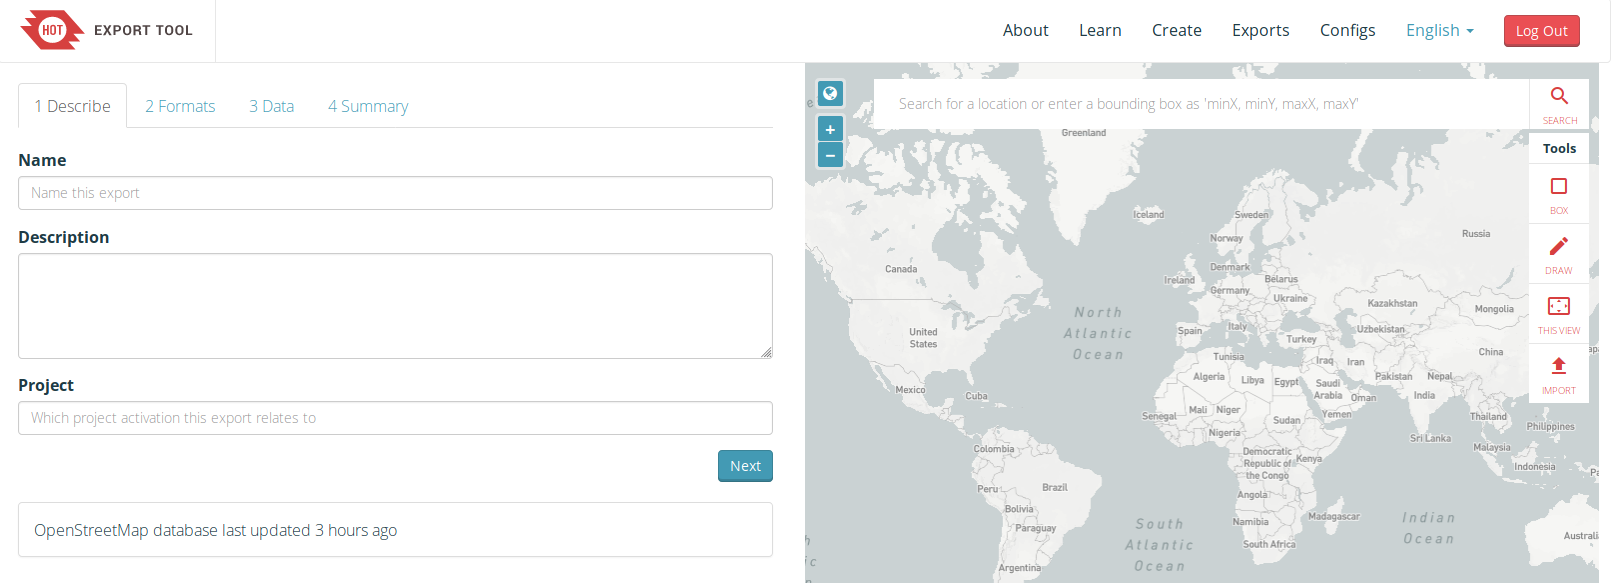 HOT EXPORT TOOL
About Learn Create Exports Configs English Log Out
1 Describe 2 Formats 3 Data 4 Summary
Name
Name this export
Description
Project
Which project activation this export relates to
Next
OpenStreetMap database last updated 3 hours ago
+
−
Search for a location or enter a bounding box as 'minX, minY, maxX, maxY'
SEARCH
Tools
BOX
DRAW
THIS VIEW
IMPORT
Greenland
Iceland
Sweden
Russia
Norway
Canada
Denmark
Ireland
Belarus
Germany
Ukraine
Kazakhstan
Mongolia
North
Atlantic
Ocean
United
States
Spain
Italy
Uzbekistan
Turkey
China
Tunisia
Iraq
Iran
Algeria
Libya
Egypt
Saudi
Arabia
Pakistan
Nepal
Mexico
Cuba
Oman
India
Senegal
Mali
Niger
Sudan
Yemen
Thailand
Philippines
Nigeria
Sri Lanka
Malaysia
Colombia
Democratic
Republic of
the Congo
Kenya
Indonesia
Peru
Brazil
Angola
Bolivia
Namibia
Madagascar
Paraguay
South
Atlantic
Ocean
Indian
Ocean
South Africa
Australi
Argentina